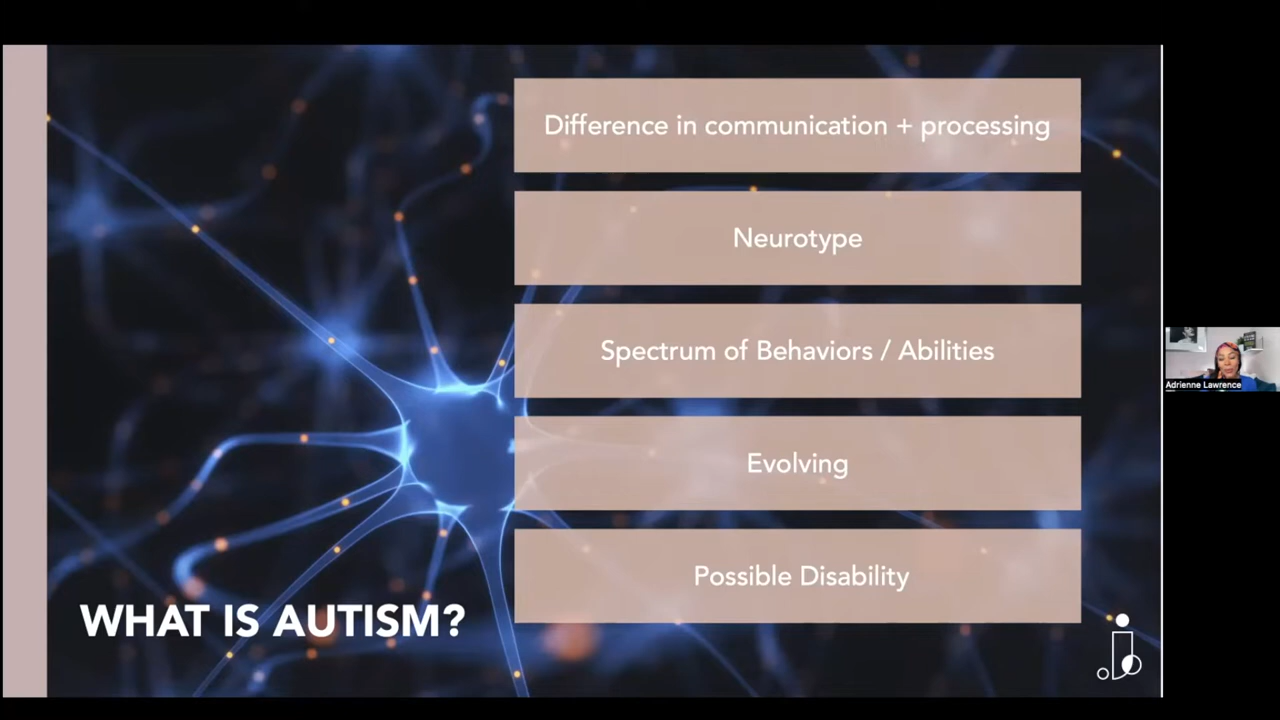 Difference in communication + processing
Neurotype
Spectrum of Behaviors / Abilities
Evolving
Possible Disability
WHAT IS AUTISM?
Adrienne Lawrence